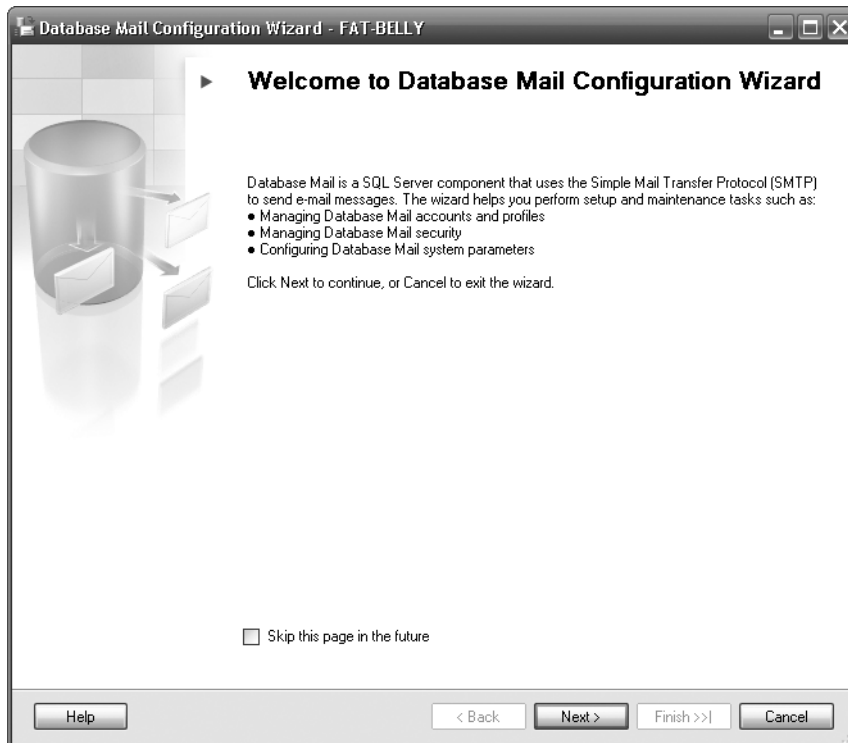 Database Mail Configuration Wizard - FAT-BELLY
Welcome to Database Mail Configuration Wizard
Database Mail is a SQL Server component that uses the Simple Mail Transfer Protocol (SMTP)
to send e-mail messages. The wizard helps you perform setup and maintenance tasks such as:
● Managing Database Mail accounts and profiles
● Managing Database Mail security
● Configuring Database Mail system parameters
Click Next to continue, or Cancel to exit the wizard.
Skip this page in the future
Help < Back Next > Finish >>| Cancel